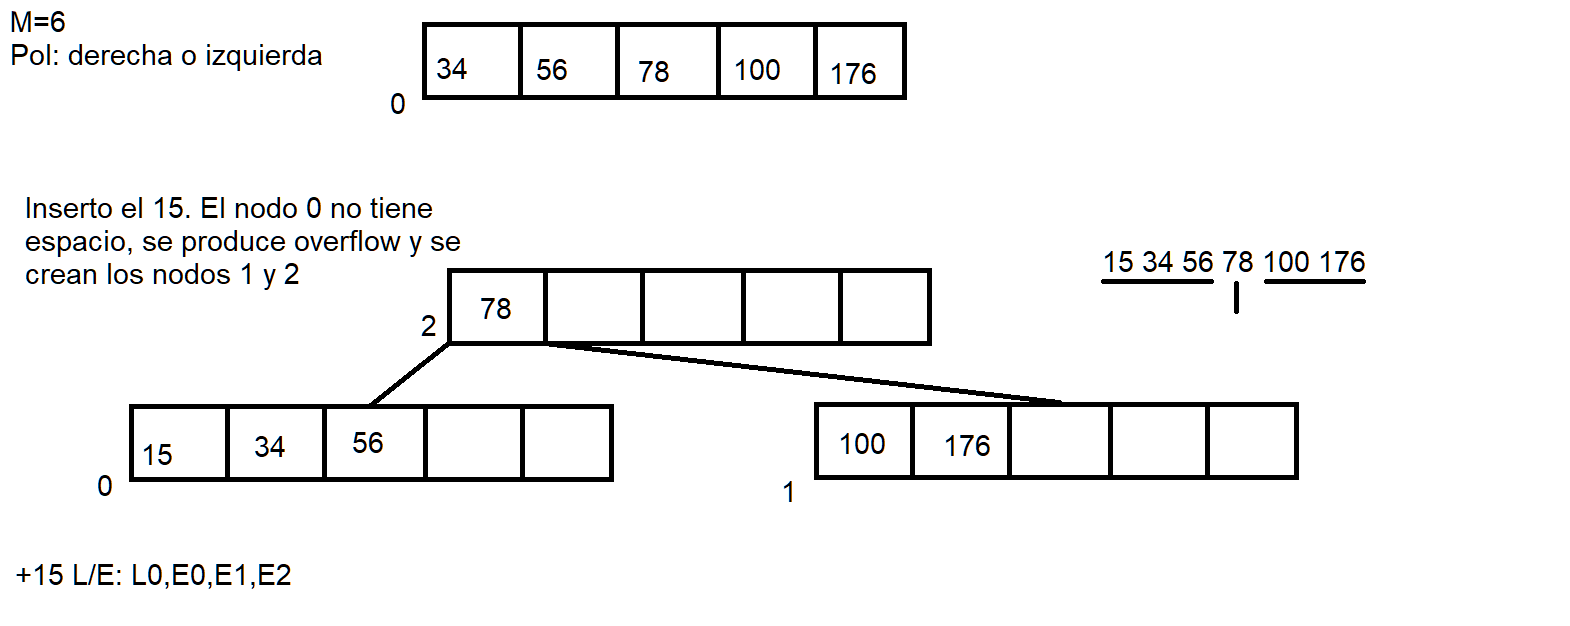 M=6
Pol: derecha o izquierda
34 56 78 100 176
0
Inserto el 15. El nodo 0 no tiene
espacio, se produce overflow y se
crean los nodos 1 y 2
15 34 56 78 100 176
78
2
15 34 56
0
100 176
1
+15 L/E: L0,E0,E1,E2